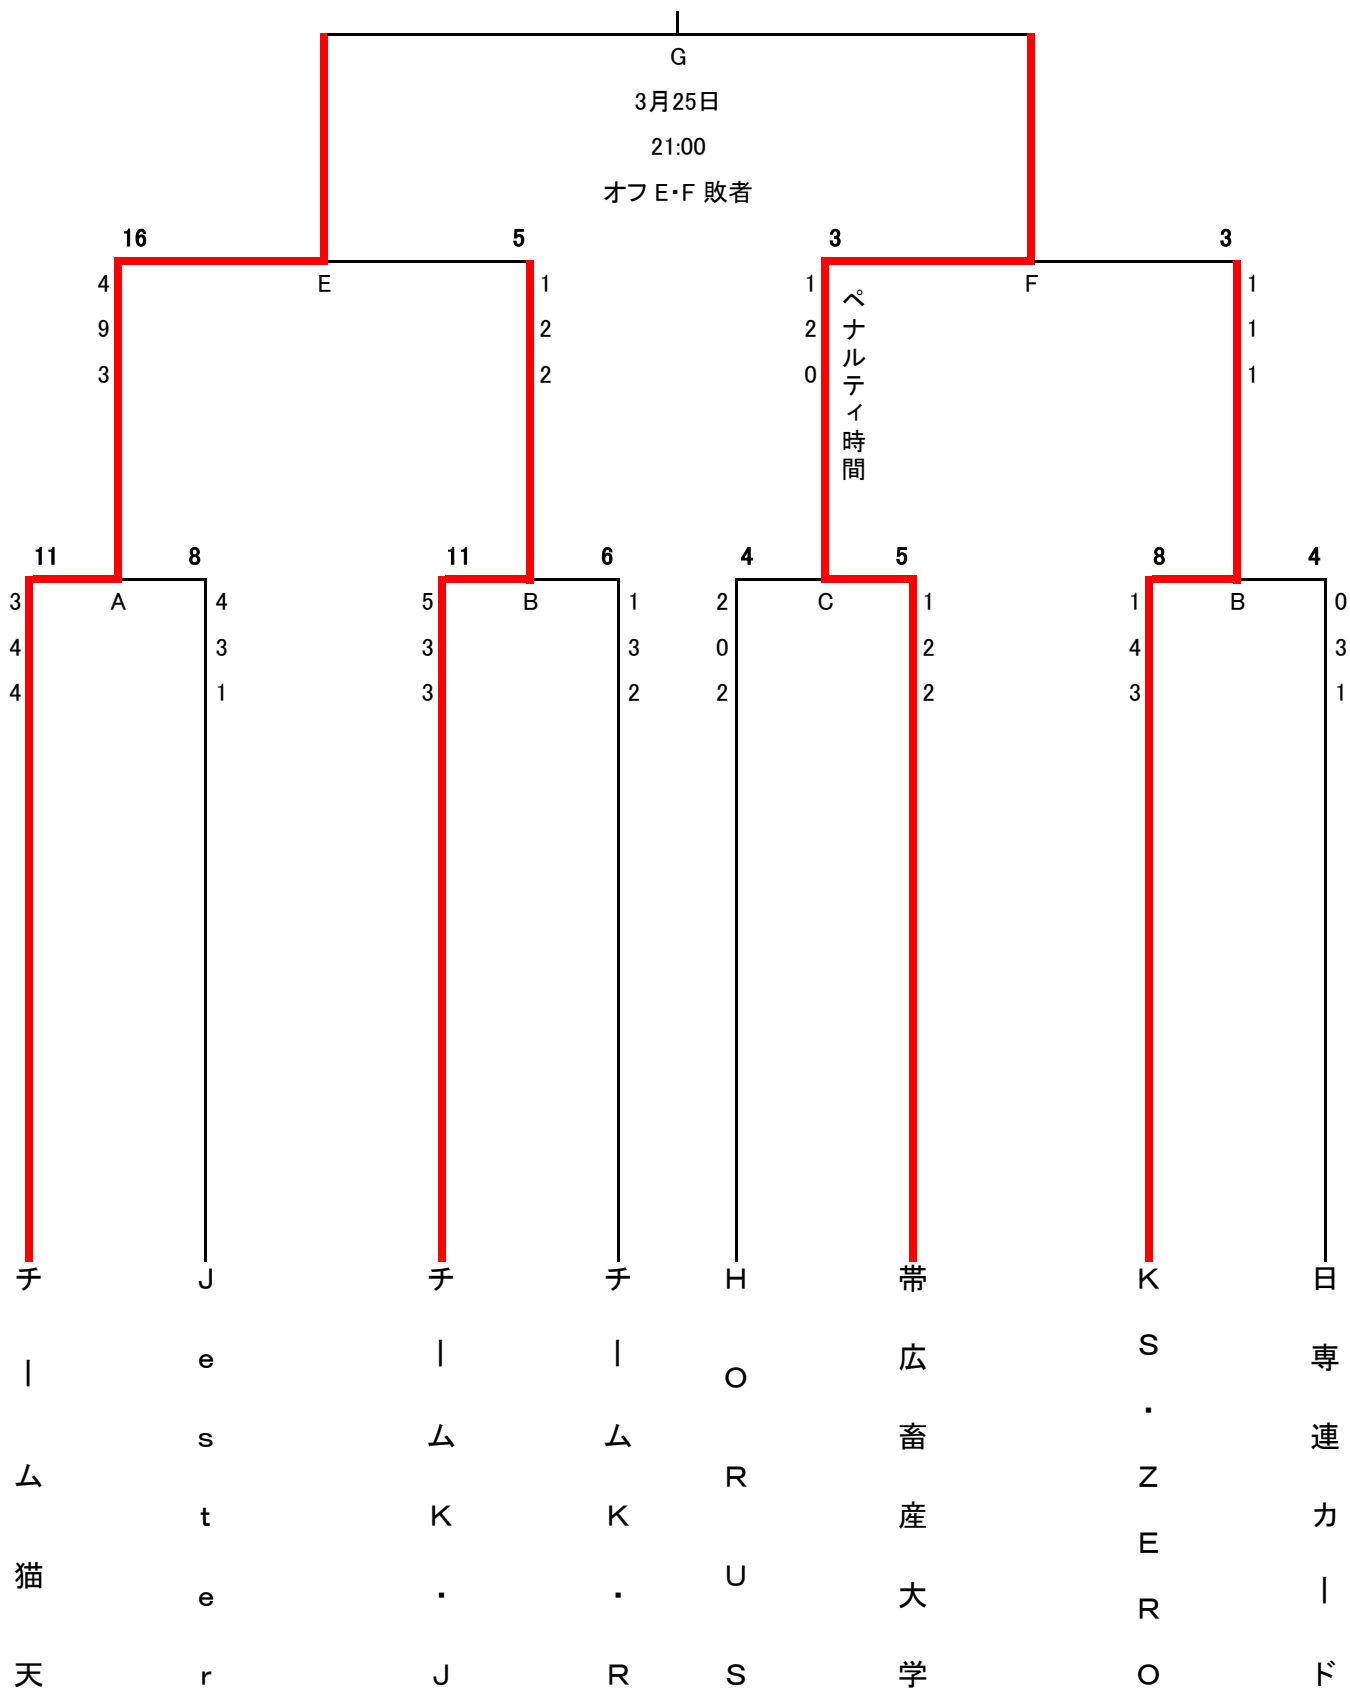 G
3月25日
21:00
オフ E・F 敗者
16 5 3 3
4 E 1 1 F 1
9 2 2 1
3 2 0 1
ペナルティ時間
11 8 11 6 4 5 8 4
3 A 4 5 B 1 2 C 1 1 B 0
4 3 3 3 0 2 4 3
4 1 3 2 2 2 3 1
チーム猫天
Jester
チームK・J
チームK・R
HORUS
帯広畜産大学
KS・ZERO
日専連カード